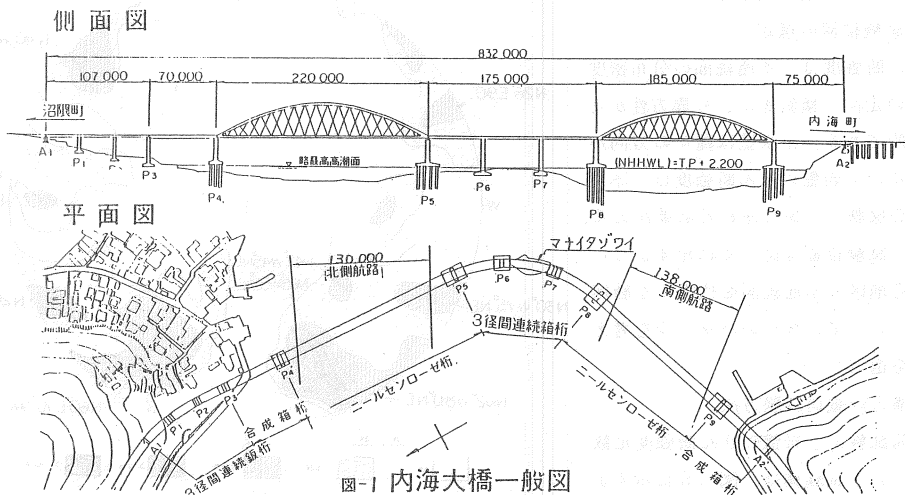 側面図
832 000
107 000 70 000 220 000 175 000 185 000 75 000
沼隈町
内海町
A1 P1 P3 P4 P5 P6 P7 P8 P9 A2
略最高高潮面
(NHHWL)=T.P+2.200
平面図
130,000
北側航路
マナイタゾワイ
138,000
南側航路
A1 P1 P2 P3 P4 P5 P6 P7 P8 P9 A2
3径間連続鈑桁
合成箱桁
ニールセンローゼ桁
3径間連続箱桁
ニールセンローゼ桁
合成箱桁
図-1 内海大橋一般図